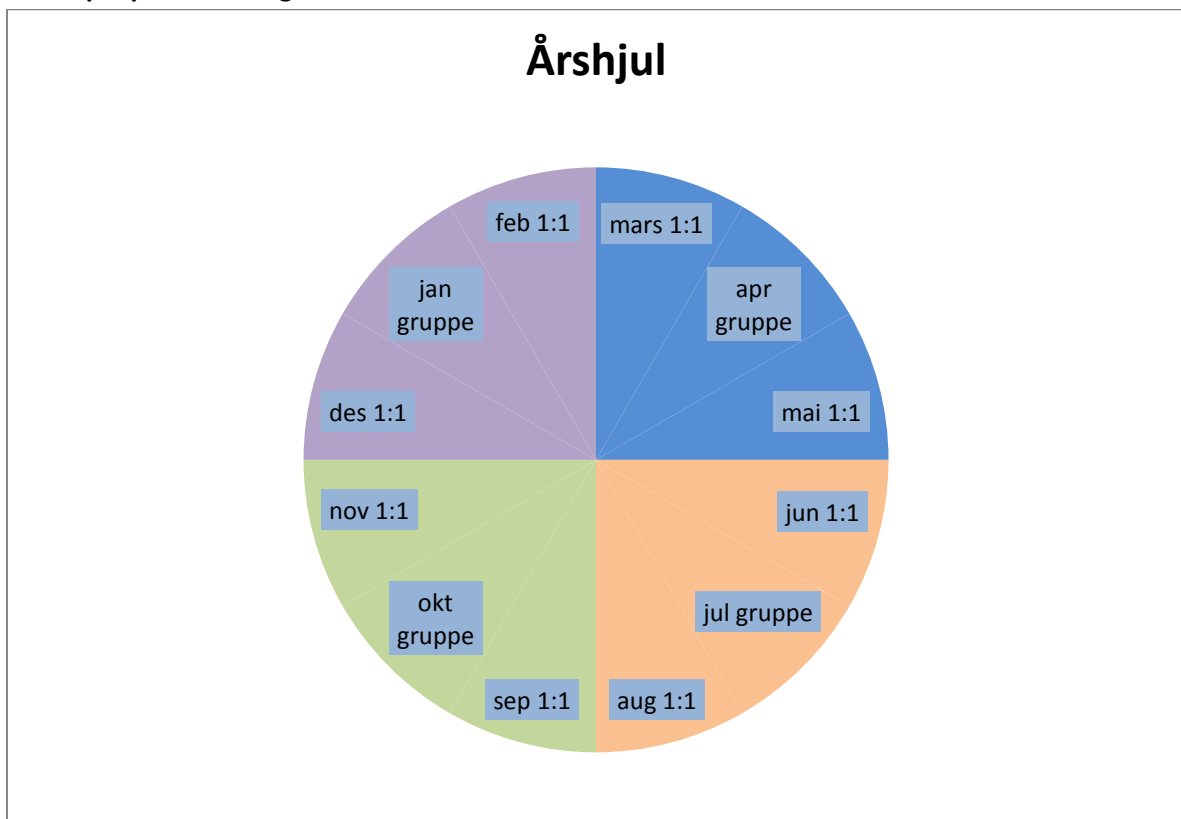 Årshjul
feb 1:1
mars 1:1
jan
gruppe
apr
gruppe
des 1:1
mai 1:1
nov 1:1
jun 1:1
okt
gruppe
jul gruppe
sep 1:1
aug 1:1